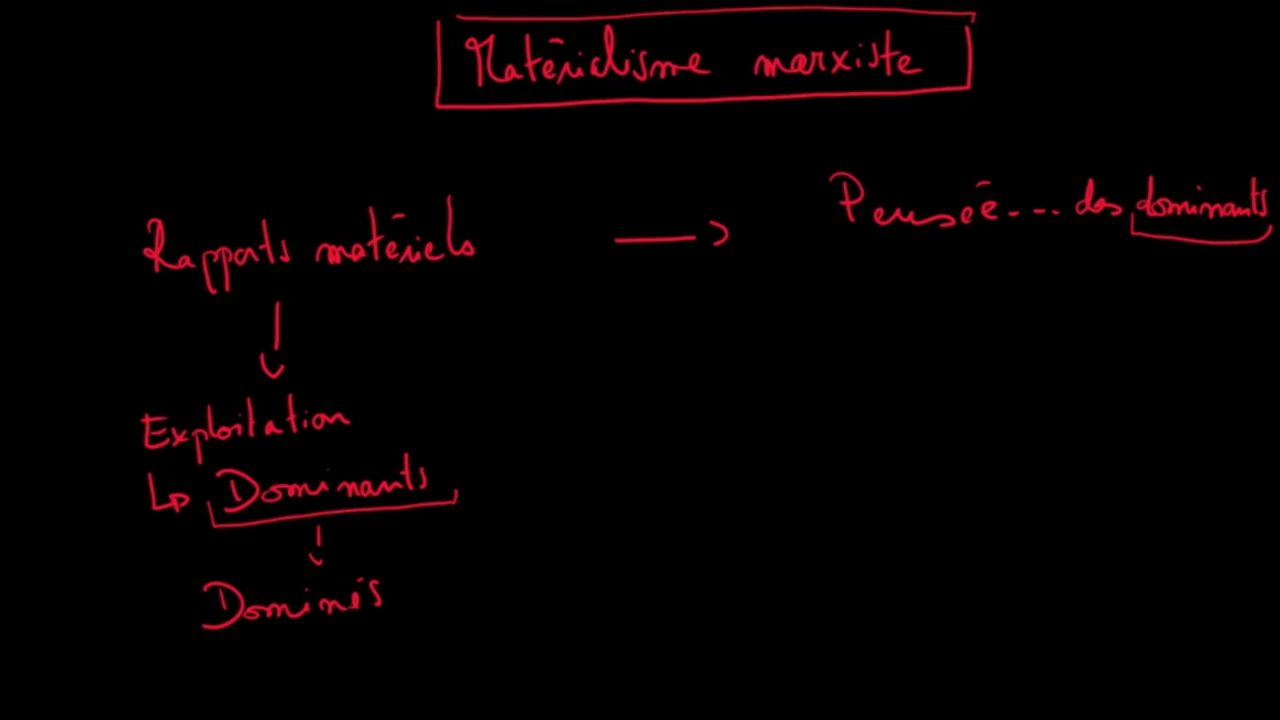 Matérialisme marxiste
Rapports matériels → Pensée... des dominants
Exploitation
↳ Dominants
Dominés